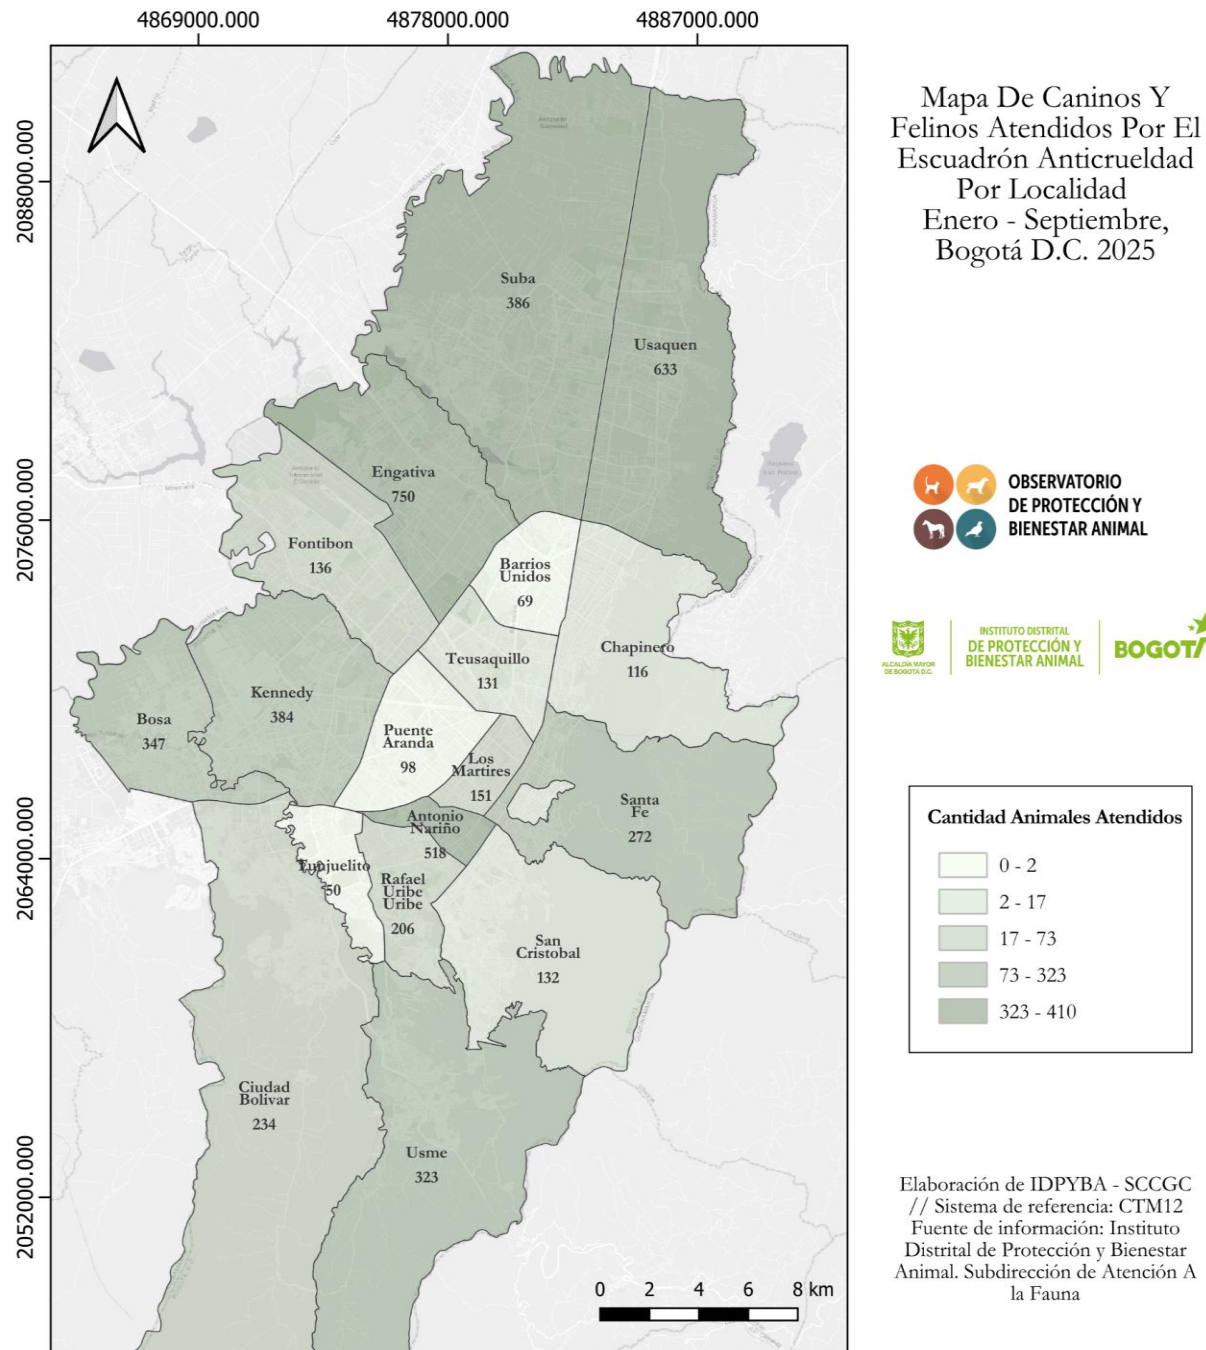 4869000.000 4878000.000 4887000.000
2088000.000
2076000.000
2064000.000
2052000.000
Suba
386
Usaquen
633
Engativa
750
Fontibon
136
Barrios
Unidos
69
Chapinero
116
Teusaquillo
131
Kennedy
384
Bosa
347
Puente
Aranda
98
Los
Martires
151
Santa
Fe
272
Antonio
Nariño
518
Tunjuelito
50
Rafael
Uribe
Uribe
206
San
Cristobal
132
Ciudad
Bolivar
234
Usme
323
0 2 4 6 8 km
Mapa De Caninos Y
Felinos Atendidos Por El
Escuadrón Anticrueldad
Por Localidad
Enero - Septiembre,
Bogotá D.C. 2025
OBSERVATORIO
DE PROTECCIÓN Y
BIENESTAR ANIMAL
ALCALDÍA MAYOR
DE BOGOTÁ D.C.
INSTITUTO DISTRITAL
DE PROTECCIÓN Y
BIENESTAR ANIMAL
BOGOT
Cantidad Animales Atendidos
0 - 2
2 - 17
17 - 73
73 - 323
323 - 410
Elaboración de IDPYBA - SCCGC
// Sistema de referencia: CTM12
Fuente de información: Instituto
Distrital de Protección y Bienestar
Animal. Subdirección de Atención A
la Fauna